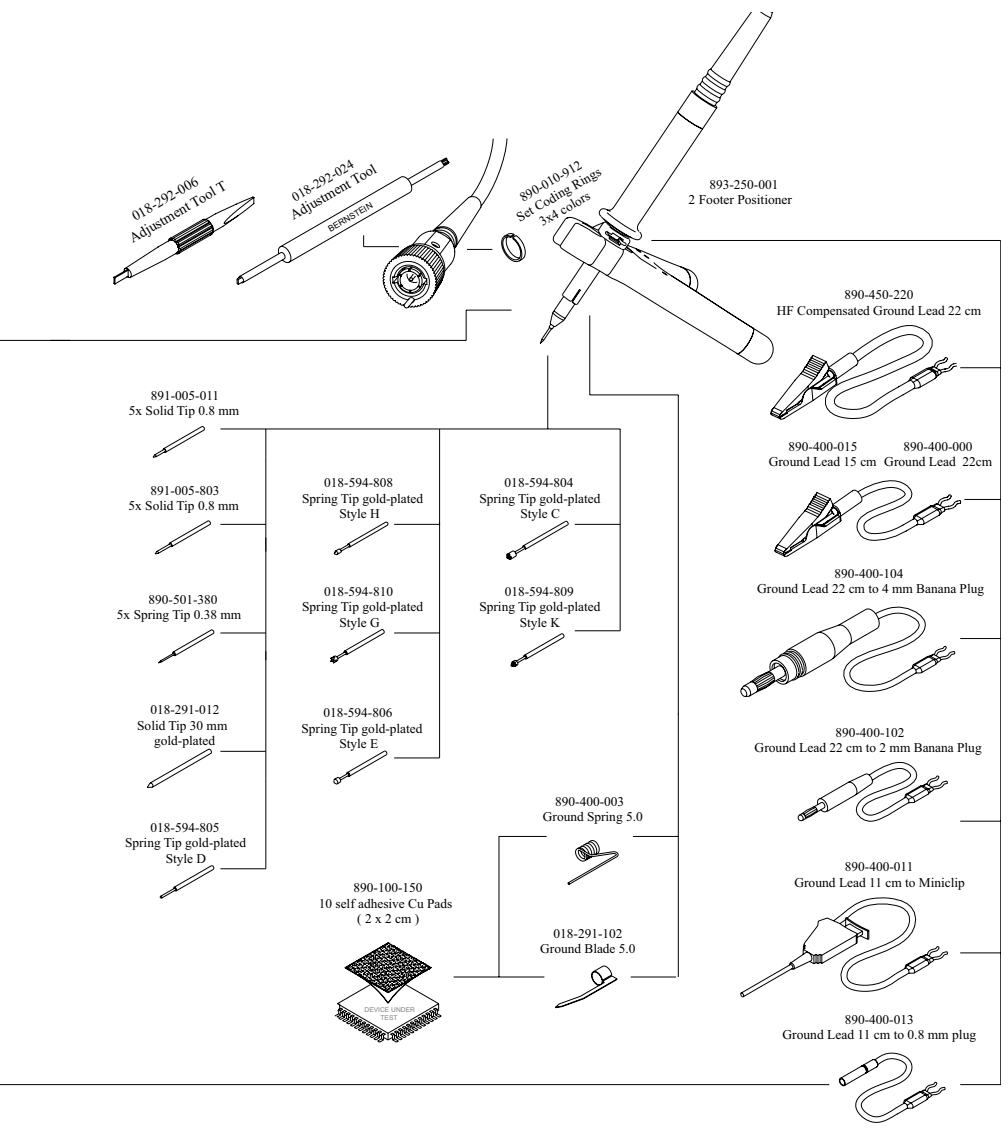 018-292-006
Adjustment Tool T
018-292-024
Adjustment Tool
BERNSTEIN
890-010-912
Set Coding Rings
3x4 colors
893-250-001
2 Footer Positioner
890-450-220
HF Compensated Ground Lead 22 cm
890-400-015
Ground Lead 15 cm
890-400-000
Ground Lead 22cm
890-400-104
Ground Lead 22 cm to 4 mm Banana Plug
890-400-102
Ground Lead 22 cm to 2 mm Banana Plug
890-400-011
Ground Lead 11 cm to Miniclip
890-400-013
Ground Lead 11 cm to 0.8 mm plug
891-005-011
5x Solid Tip 0.8 mm
891-005-803
5x Solid Tip 0.8 mm
890-501-380
5x Spring Tip 0.38 mm
018-291-012
Solid Tip 30 mm
gold-plated
018-594-805
Spring Tip gold-plated
Style D
018-594-808
Spring Tip gold-plated
Style H
018-594-810
Spring Tip gold-plated
Style G
018-594-806
Spring Tip gold-plated
Style E
018-594-804
Spring Tip gold-plated
Style C
018-594-809
Spring Tip gold-plated
Style K
890-400-003
Ground Spring 5.0
018-291-102
Ground Blade 5.0
890-100-150
10 self adhesive Cu Pads
( 2 x 2 cm )
DEVICE UNDER
TEST